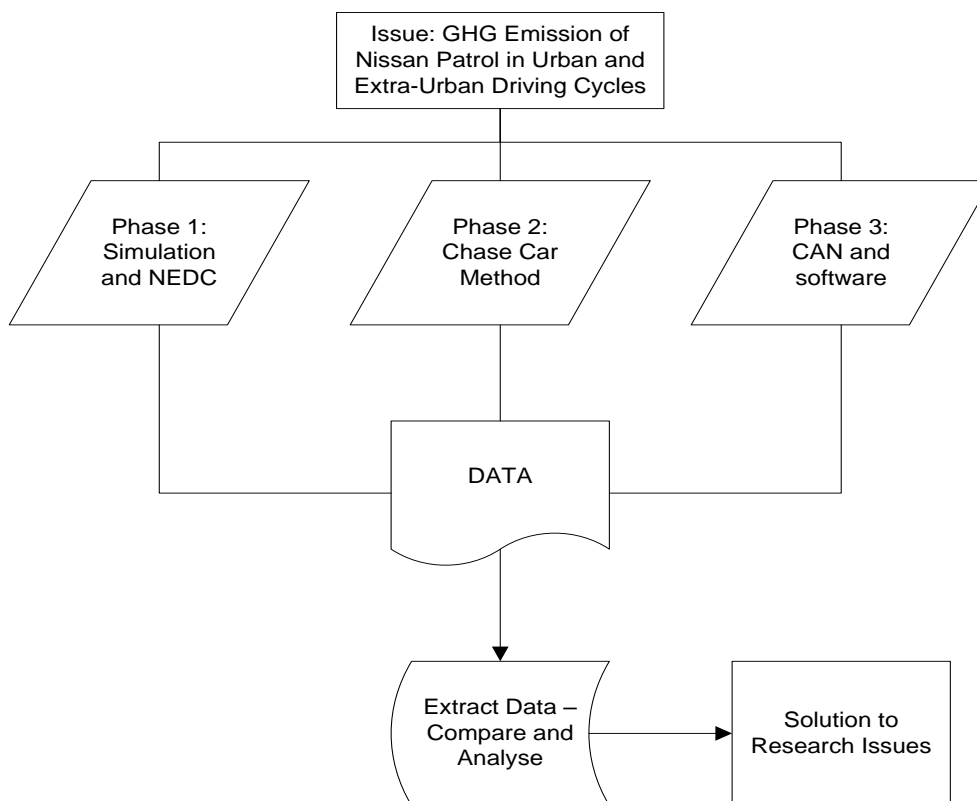 Issue: GHG Emission of
Nissan Patrol in Urban and
Extra-Urban Driving Cycles
Phase 1:
Simulation
and NEDC
Phase 2:
Chase Car
Method
Phase 3:
CAN and
software
DATA
Extract Data –
Compare and
Analyse
Solution to
Research Issues